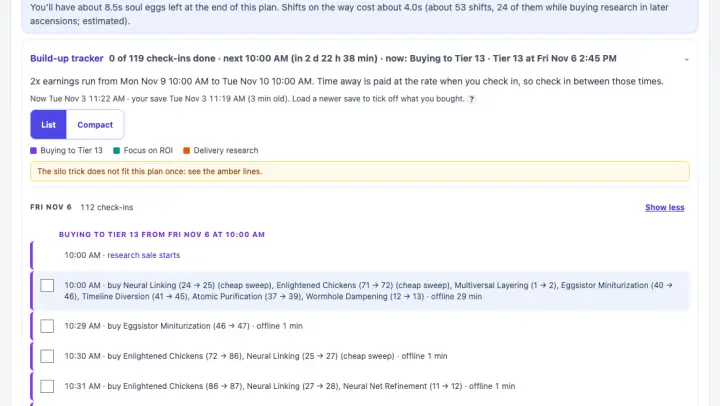 You'll have about 8.5s soul eggs left at the end of this plan. Shifts on the way cost about 4.0s (about 53 shifts, 24 of them while buying research in later
ascensions; estimated).
Build-up tracker 0 of 119 check-ins done · next 10:00 AM (in 2 d 22 h 38 min) · now: Buying to Tier 13 · Tier 13 at Fri Nov 6 2:45 PM
2x earnings run from Mon Nov 9 10:00 AM to Tue Nov 10 10:00 AM. Time away is paid at the rate when you check in, so check in between those times.
Now Tue Nov 3 11:22 AM · your save Tue Nov 3 11:19 AM (3 min old). Load a newer save to tick off what you bought. ?
List Compact
Buying to Tier 13 Focus on ROI Delivery research
The silo trick does not fit this plan once: see the amber lines.
FRI NOV 6 112 check-ins Show less
BUYING TO TIER 13 FROM FRI NOV 6 AT 10:00 AM
10:00 AM · research sale starts
10:00 AM · buy Neural Linking (24 → 25) (cheap sweep), Enlightened Chickens (71 → 72) (cheap sweep), Multiversal Layering (1 → 2), Eggsistor Miniturization (40 →
46), Timeline Diversion (41 → 45), Atomic Purification (37 → 39), Wormhole Dampening (12 → 13) · offline 29 min
10:29 AM · buy Eggsistor Miniturization (46 → 47) · offline 1 min
10:30 AM · buy Enlightened Chickens (72 → 86), Neural Linking (25 → 27) (cheap sweep) · offline 1 min
10:31 AM · buy Enlightened Chickens (86 → 87), Neural Linking (27 → 28), Neural Net Refinement (11 → 12) · offline 1 min